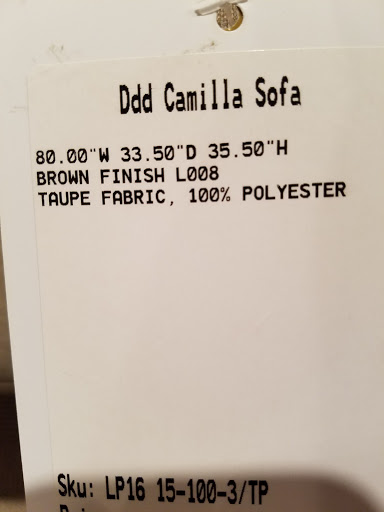 Ddd Camilla Sofa
80.00"W 33.50"D 35.50"H
BROWN FINISH L008
TAUPE FABRIC, 100% POLYESTER
Sku: LP16 15-100-3/TP